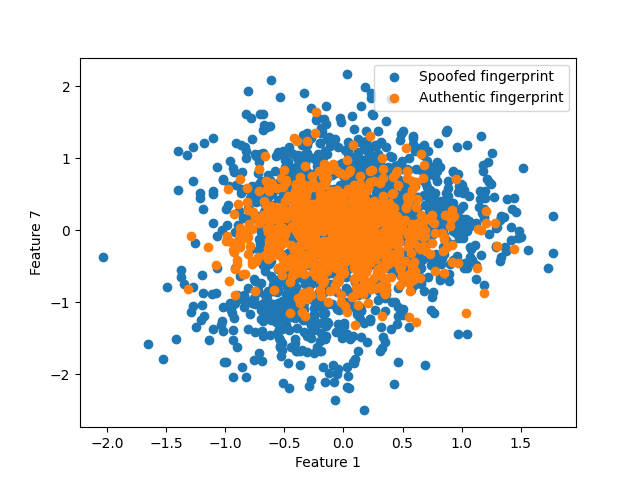 Spoofed fingerprint
Authentic fingerprint
2
1
0
−1
−2
Feature 7
−2.0 −1.5 −1.0 −0.5 0.0 0.5 1.0 1.5
Feature 1